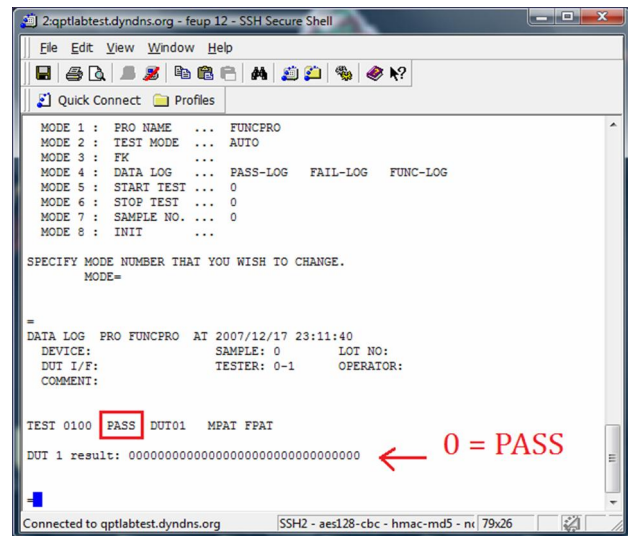 2:qptlabtest.dyndns.org - feup 12 - SSH Secure Shell
File Edit View Window Help
Quick Connect Profiles
MODE 1 : PRO NAME ... FUNCPRO
MODE 2 : TEST MODE ... AUTO
MODE 3 : FK ...
MODE 4 : DATA LOG ... PASS-LOG FAIL-LOG FUNC-LOG
MODE 5 : START TEST ... 0
MODE 6 : STOP TEST ... 0
MODE 7 : SAMPLE NO. ... 0
MODE 8 : INIT ...
SPECIFY MODE NUMBER THAT YOU WISH TO CHANGE.
MODE=
=
DATA LOG PRO FUNCPRO AT 2007/12/17 23:11:40
DEVICE: SAMPLE: 0 LOT NO:
DUT I/F: TESTER: 0-1 OPERATOR:
COMMENT:
TEST 0100 PASS DUT01 MPAT FPAT
DUT 1 result: 00000000000000000000000000000000
0 = PASS
=
Connected to qptlabtest.dyndns.org SSH2 - aes128-cbc - hmac-md5 - 79x26